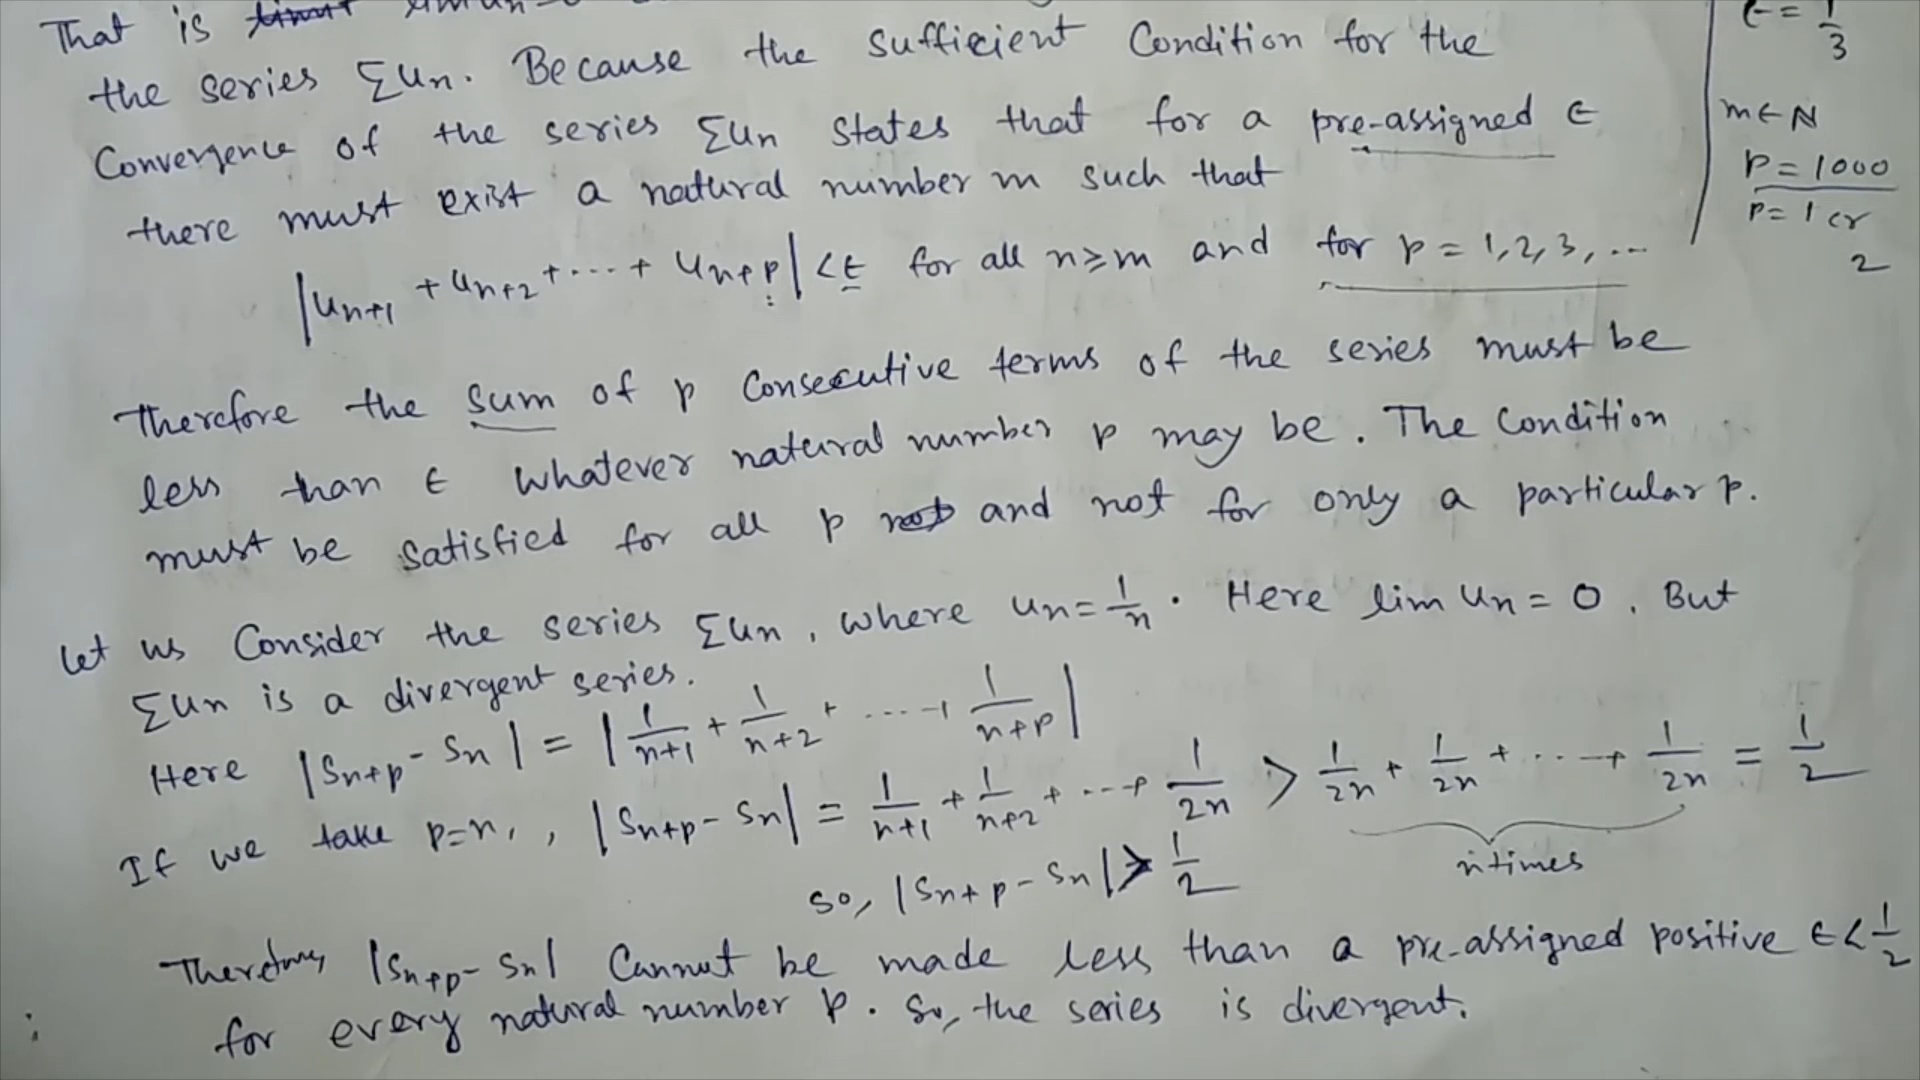 That is
the series Σun. Because the sufficient Condition for the
Convergence of the series Σun states that for a pre-assigned ∈
there must exist a natural number m such that
|un+1 + un+2 + .... + un+p| < ∈ for all n ≥ m and for p = 1, 2, 3, ...
Therefore the sum of p Consecutive terms of the series must be
less than ∈ whatever natural number p may be. The Condition
must be satisfied for all p and not for only a particular p.
Let us Consider the series Σun, where un = 1/n. Here lim un = 0. But
Σun is a divergent series.
Here |Sn+p - Sn| = |1/n+1 + 1/n+2 + .... + 1/n+p|
If we take p=n, , |Sn+p - Sn| = 1/n+1 + 1/n+2 + ... + 1/2n > 1/2n + 1/2n + ... + 1/2n = 1/2
n times
So, |Sn+p - Sn| > 1/2
Therefore |Sn+p - Sn| Cannot be made less than a pre-assigned positive ∈ < 1/2
for every natural number p. So, the series is divergent.
∈ = 1/3
m ∈ N
p = 1000
p = 1 cr
2